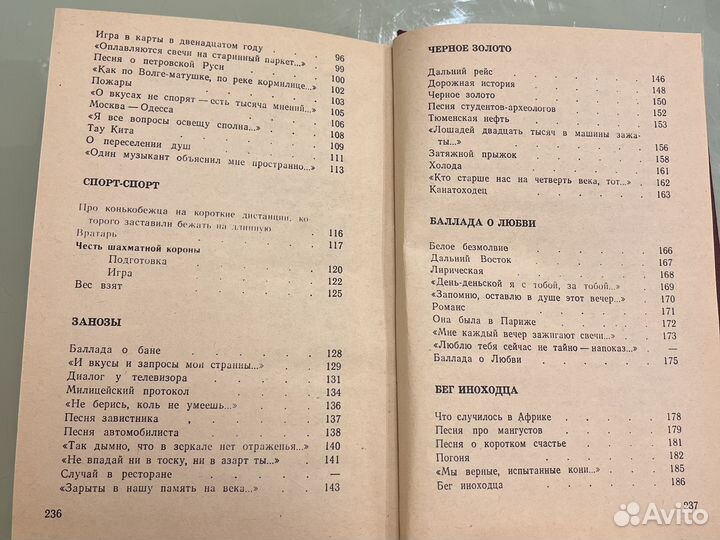 Игра в карты в двенадцатом году . . 96
«Оплавляются свечи на старинный паркет...» 99
Песня о петровской Руси . . . . 100
«Как по Волге-матушке, по реке кормилице...» 102
Пожары . . . . . . . 103
«О вкусах не спорят — есть тысяча мнений...» 105
Москва — Одесса . . . . . 106
«Я все вопросы освещу сполна...» . . 108
Тау Кита . . . . . . . 109
О переселении душ . . . . . 111
«Один музыкант объяснил мне пространно...» 113
СПОРТ-СПОРТ
Про конькобежца на короткие дистанции, ко-
торого заставили бежать на длинную . 116
Вратарь . . . . . . . 117
Честь шахматной короны
Подготовка . . . . . 120
Игра . . . . . . 122
Вес взят . . . . . . . 125
ЗАНОЗЫ
Баллада о бане . . . . . 128
«И вкусы и запросы мои странны...» . . 129
Диалог у телевизора . . . . 131
Милицейский протокол . . . . 134
«Не берись, коль не умеешь...» . . . 136
Песня завистника . . . . . 137
Песня автомобилиста . . . . 138
«Так дымно, что в зеркале нет отраженья...» 140
«Не впадай ни в тоску, ни в азарт ты...» . 141
Случай в ресторане . . . . —
«Зарыты в нашу память на века...» . . 143
236
ЧЕРНОЕ ЗОЛОТО
Дальний рейс . . . . . . 146
Дорожная история . . . . . 148
Черное золото . . . . . . 150
Песня студентов-археологов . . . 152
Тюменская нефть . . . . . 153
«Лошадей двадцать тысяч в машины зажа-
ты...» . . . . . . . 156
Затяжной прыжок . . . . . 158
Холода . . . . . . . 161
«Кто старше нас на четверть века, тот...» . 162
Канатоходец . . . . . . 163
БАЛЛАДА О ЛЮБВИ
Белое безмолвие . . . . . 166
Дальний Восток . . . . . 167
Лирическая . . . . . . 168
«День-деньской я с тобой, за тобой...» . 169
«Запомню, оставлю в душе этот вечер...» . 170
Романс . . . . . . . 171
Она была в Париже . . . . . 172
«Мне каждый вечер зажигают свечи...» . 173
«Люблю тебя сейчас не тайно — напоказ...» . —
Баллада о Любви . . . . . 175
БЕГ ИНОХОДЦА
Что случилось в Африке . . . . 178
Песня про мангустов . . . . 179
Песня о коротком счастье . . . . 181
Погоня . . . . . . . 182
«Мы верные, испытанные кони...» . . 185
Бег иноходца . . . . . . 186
237
Avito